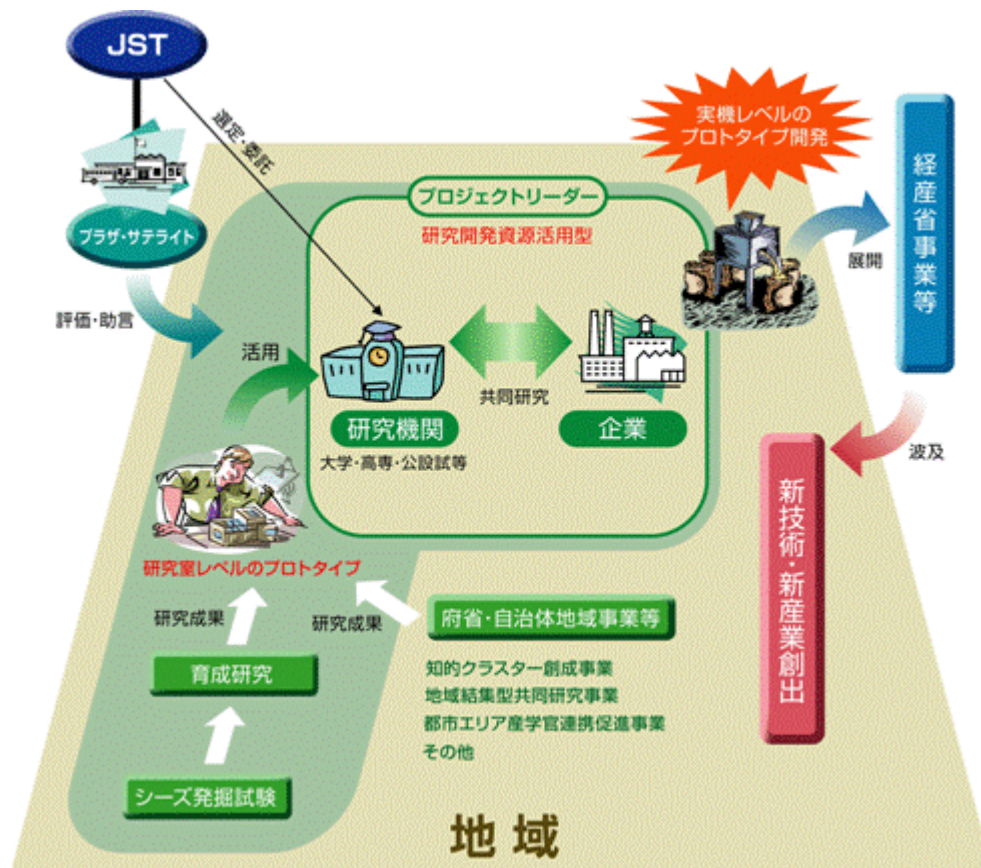 JST
選定・委託
実機レベルの
プロトタイプ開発
経産省事業等
プラザ・サテライト
プロジェクトリーダー
研究開発資源活用型
展開
評価・助言
活用
共同研究
研究機関
企業
大学・高専・公設試等
波及
新技術・新産業創出
研究室レベルのプロトタイプ
研究成果
研究成果
府省・自治体地域事業等
育成研究
知的クラスター創成事業
地域結集型共同研究事業
都市エリア産学官連携促進事業
その他
シーズ発掘試験
地域